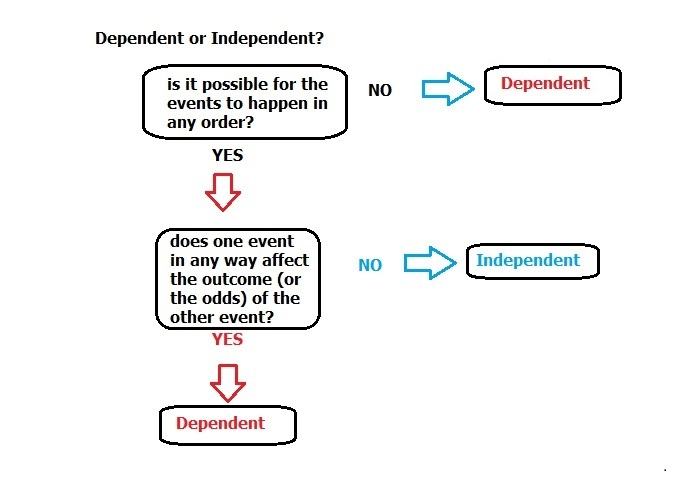 Dependent or Independent?
is it possible for the
events to happen in
any order?
NO
Dependent
YES
does one event
in any way affect
the outcome (or
the odds) of the
other event?
NO
Independent
YES
Dependent